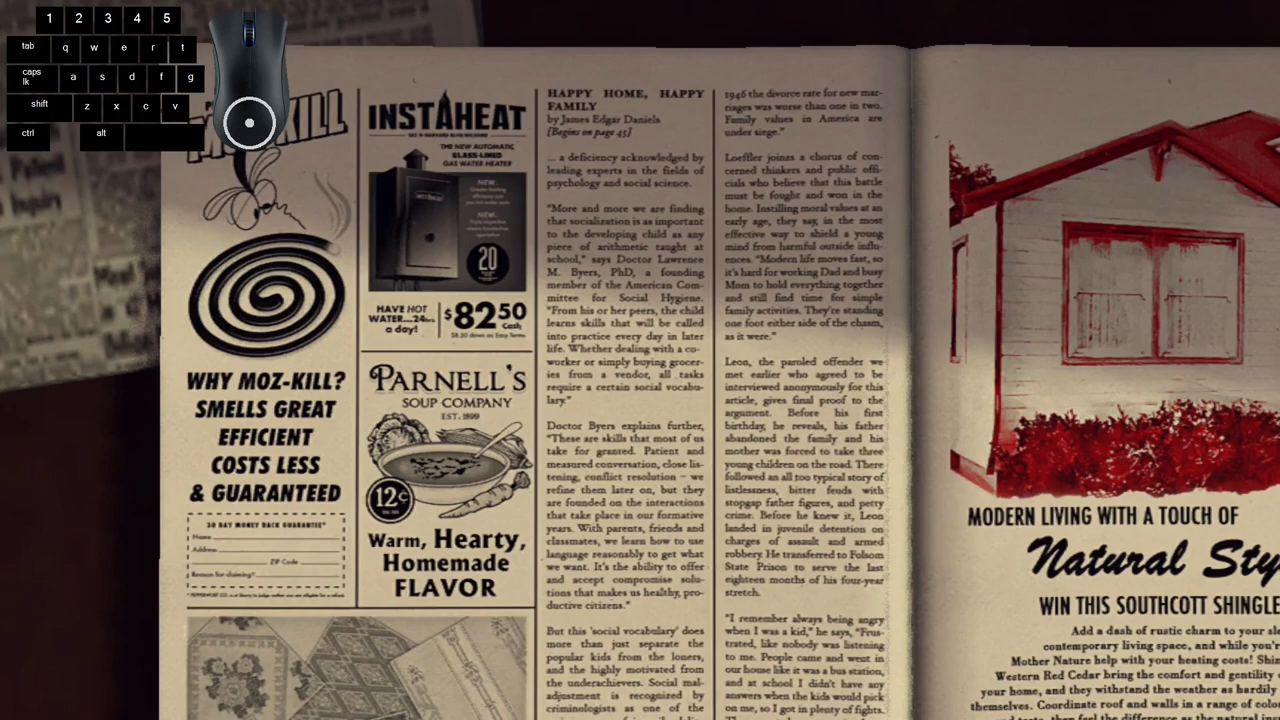 1 2 3 4 5
tab q w e r t
caps lk a s d f g
shift z x c v
ctrl alt
KILL
WHY MOZ-KILL?
SMELLS GREAT
EFFICIENT
COSTS LESS
& GUARANTEED
30 DAY MONEY BACK GUARANTEE*
Name
Address
ZIP Code
Reason for claiming?
INSTAHEAT
THE NEW AUTOMATIC
GLASS-LINED
GAS WATER HEATER
NEW.
NEW.
20
HAVE HOT
WATER...24hrs
a day!
$82.50
Cash
PARNELL'S
SOUP COMPANY
EST. 1899
12¢
Warm, Hearty,
Homemade
FLAVOR
HAPPY HOME, HAPPY
FAMILY
by James Edgar Daniels
[Begins on page 45]
... a deficiency acknowledged by
leading experts in the fields of
psychology and social science.
"More and more we are finding
that socialization is as important
to the developing child as any
piece of arithmetic taught at
school," says Doctor Lawrence
M. Byers, PhD, a founding
member of the American Com-
mittee for Social Hygiene.
"From his or her peers, the child
learns skills that will be called
into practice every day in later
life. Whether dealing with a co-
worker or simply buying grocer-
ies from a vendor, all tasks
require a certain social vocabu-
lary."
Doctor Byers explains further,
"These are skills that most of us
take for granted. Patient and
measured conversation, close lis-
tening, conflict resolution – we
refine them later on, but they
are founded on the interactions
that take place in our formative
years. With parents, friends and
classmates, we learn how to use
language reasonably to get what
we want. It's the ability to offer
and accept compromise solu-
tions that makes us healthy, pro-
ductive citizens."
But this 'social vocabulary' does
more than just separate the
popular kids from the loners,
and the highly motivated from
the underachievers. Social mal-
adjustment is recognized by
criminologists as one of the
1946 the divorce rate for new mar-
riages was worse than one in two.
Family values in America are
under siege."
Loeffler joinzs a chorus of con-
cerned thinkers and public offi-
cials who believe that this battle
must be fought and won in the
home. Instilling moral values at an
early age, they say, in the most
effective way to shield a young
mind from harmful outside influ-
ences. "Modern life moves fast, so
it's hard for working Dad and busy
Mom to hold everything together
and still find time for simple
family activities. They're standing
one foot either side of the chasm,
as it were."
Leon, the paroled offender we
met earlier who agreed to be
interviewed anonymously for this
article, gives final proof to the
argument. Before his first
birthday, he reveals, his father
abandoned the family and his
mother was forced to take three
young children on the road. There
followed an all too typical story of
listlessness, bitter feuds with
stopgap father figures, and petty
crime. Before he knew it, Leon
landed in juvenile detention on
charges of assault and armed
robbery. He transferred to Folsom
State Prison to serve the last
eighteen months of his four-year
stretch.
"I remember always being angry
when I was a kid," he says, "Frus-
trated, like nobody was listening
to me. People came and went in
our house like it was a bus station,
and at school I didn't have any
answers when the kids would pick
on me, so I got in plenty of fights.
MODERN LIVING WITH A TOUCH OF
Natural Sty
WIN THIS SOUTHCOTT SHINGLE
Add a dash of rustic charm to your
contemporary living space, and while you'r
Mother Nature help with your heating costs! Shin
Western Red Cedar bring the comfort and gentility
your home, and they withstand the weather as hardily
themselves. Coordinate roof and walls in a range of colo